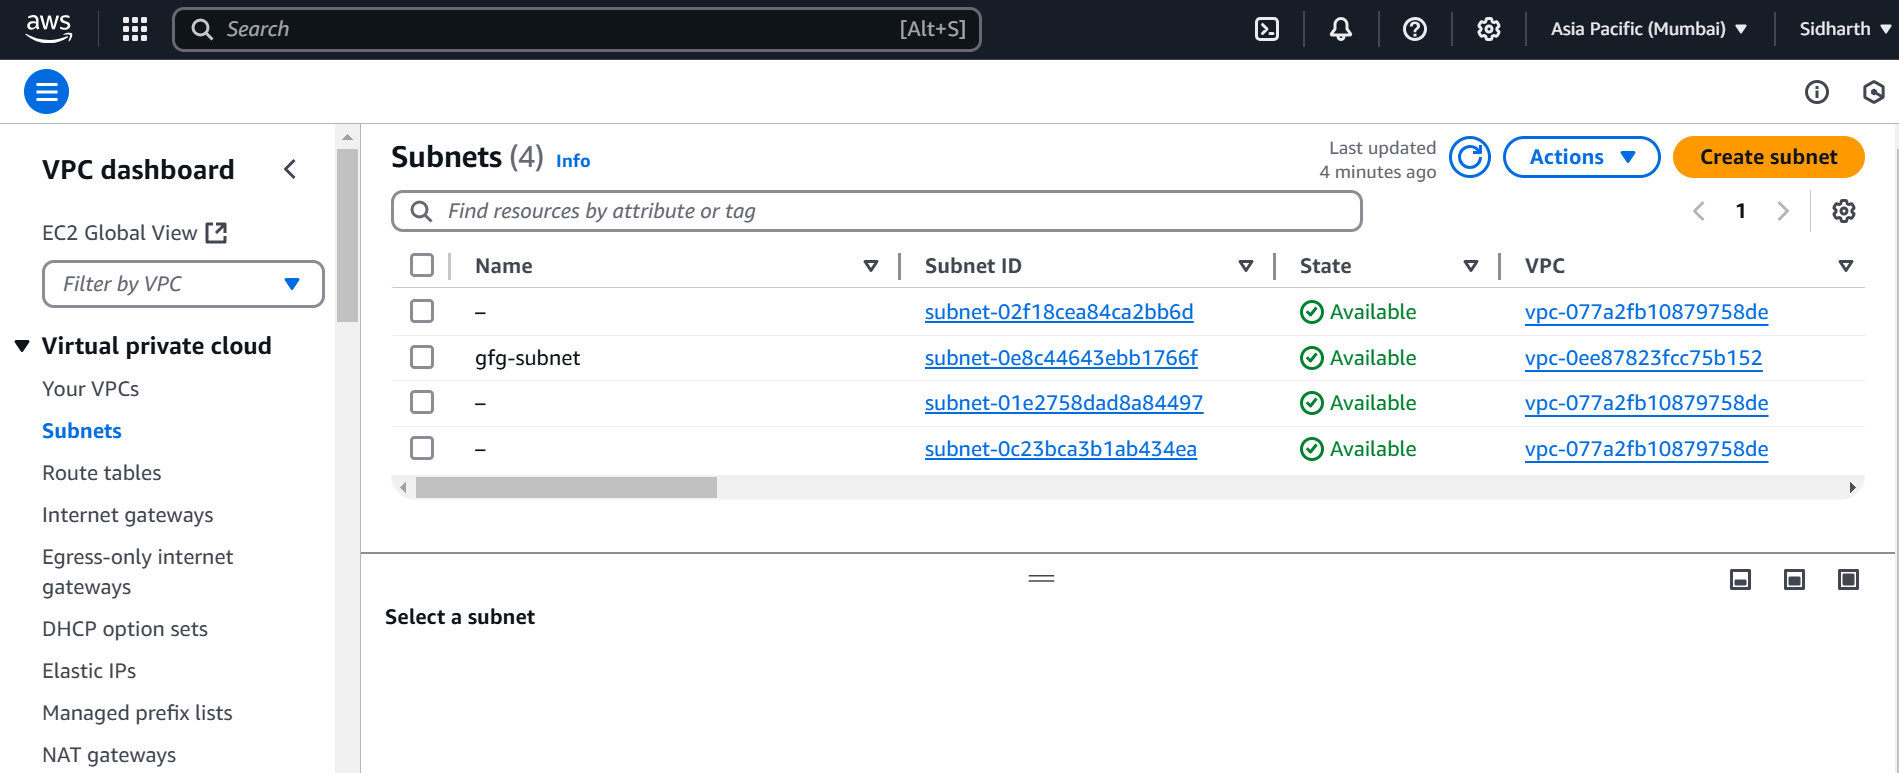 aws
Search [Alt+S]
Asia Pacific (Mumbai)
Sidharth
VPC dashboard
EC2 Global View
Filter by VPC
Virtual private cloud
Your VPCs
Subnets
Route tables
Internet gateways
Egress-only internet
gateways
DHCP option sets
Elastic IPs
Managed prefix lists
NAT gateways
Subnets (4) Info
Last updated
4 minutes ago
Actions
Create subnet
Find resources by attribute or tag
1
Name Subnet ID State VPC
– subnet-02f18cea84ca2bb6d Available vpc-077a2fb10879758de
gfg-subnet subnet-0e8c44643ebb1766f Available vpc-0ee87823fcc75b152
– subnet-01e2758dad8a84497 Available vpc-077a2fb10879758de
– subnet-0c23bca3b1ab434ea Available vpc-077a2fb10879758de
Select a subnet